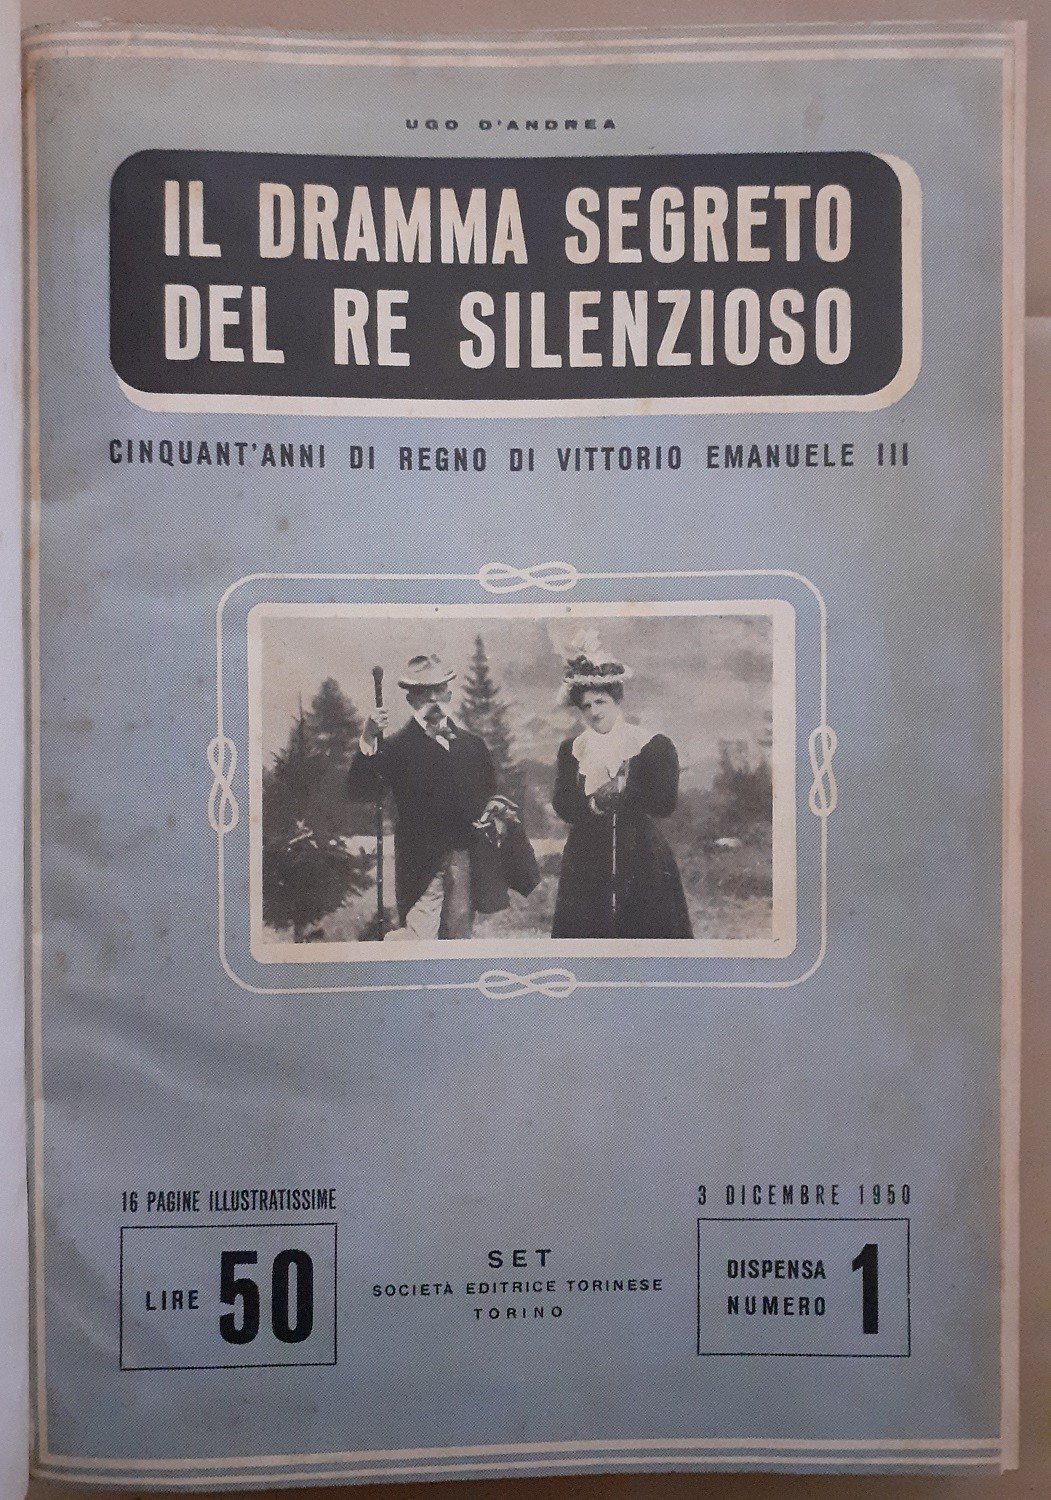 UGO D'ANDREA
IL DRAMMA SEGRETO
DEL RE SILENZIOSO
CINQUANT'ANNI DI REGNO DI VITTORIO EMANUELE III
16 PAGINE ILLUSTRATISSIME
LIRE 50
SET
SOCIETÀ EDITRICE TORINESE
TORINO
3 DICEMBRE 1950
DISPENSA
NUMERO 1